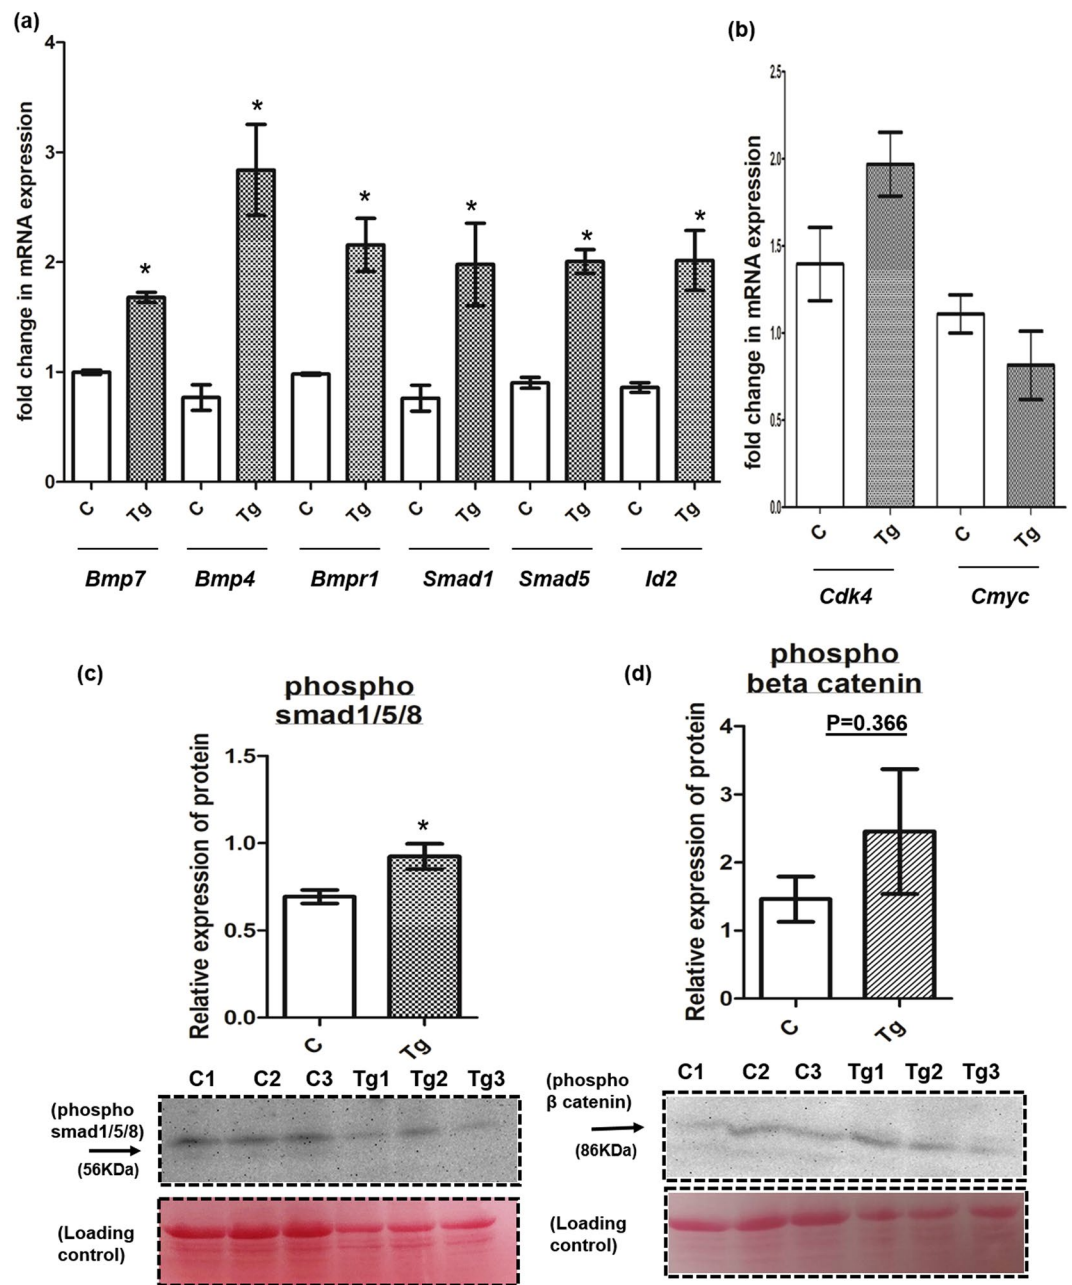 (a)
4
3
2
1
0
fold change in mRNA expression
*
*
*
*
*
*
C Tg C Tg C Tg C Tg C Tg C Tg
Bmp7 Bmp4 Bmpr1 Smad1 Smad5 Id2
(b)
2.5
2.0
1.5
1.0
0.5
0.0
fold change in mRNA expression
C Tg C Tg
Cdk4 Cmyc
(c)
phospho
smad1/5/8
1.5
1.0
0.5
0.0
Relative expression of protein
*
C Tg
C1 C2 C3 Tg1 Tg2 Tg3
(phospho
smad1/5/8)
(56KDa)
(Loading
control)
(d)
phospho
beta catenin
P=0.366
4
3
2
1
0
Relative expression of protein
C Tg
C1 C2 C3 Tg1 Tg2 Tg3
(phospho
β catenin)
(86KDa)
(Loading
control)